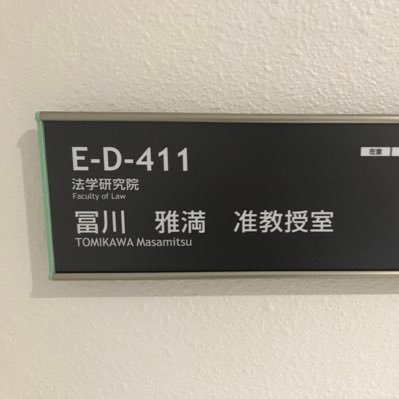 E-D-411
在室
法学研究院
Faculty of Law
冨川　雅満　准教授室
TOMIKAWA Masamitsu